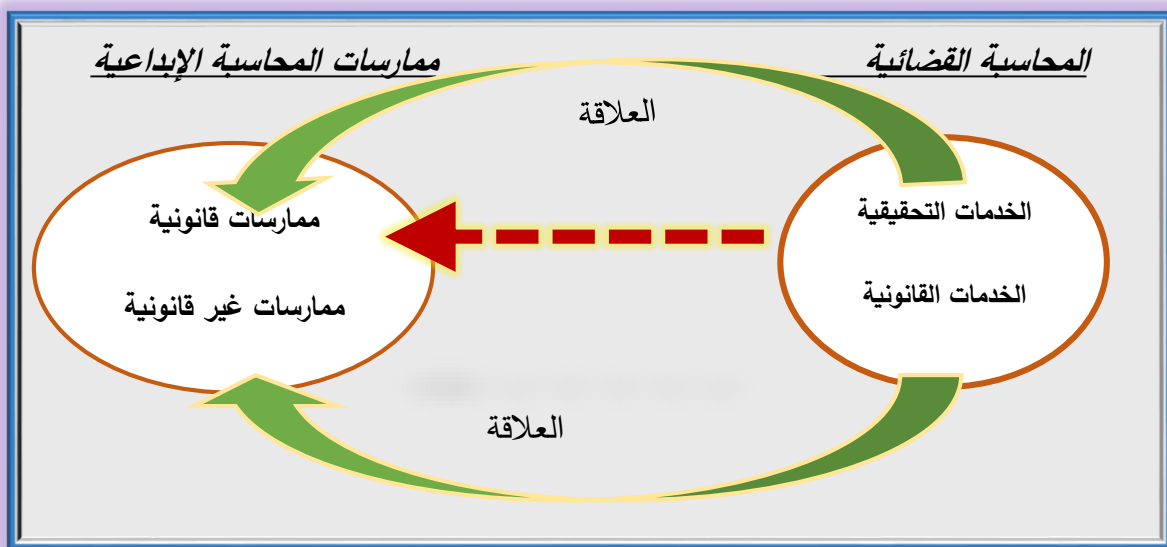 المحاسبة القضائية
ممارسات المحاسبة الإبداعية
العلاقة
الخدمات التحقيقية
الخدمات القانونية
ممارسات قانونية
ممارسات غير قانونية
العلاقة